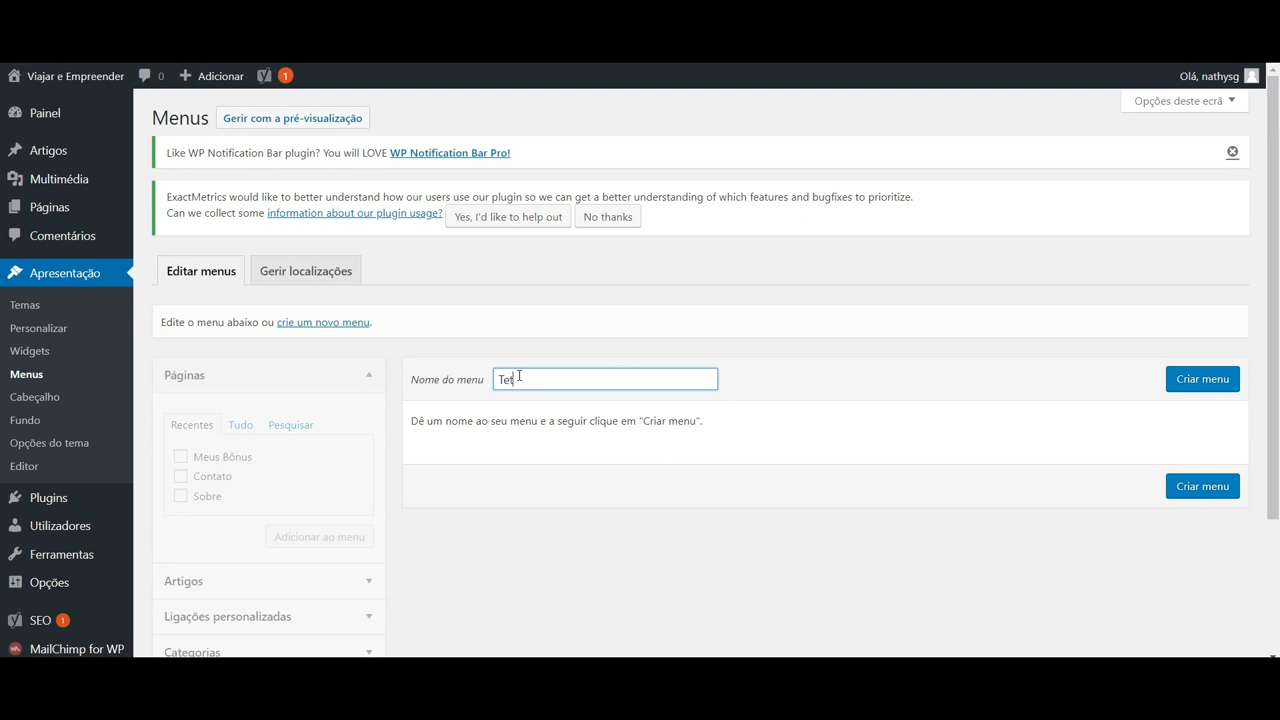 Viajar e Empreender 0 Adicionar 1 Olá, nathysg
Painel
Artigos
Multimédia
Páginas
Comentários
Apresentação
Temas
Personalizar
Widgets
Menus
Cabeçalho
Fundo
Opções do tema
Editor
Plugins
Utilizadores
Ferramentas
Opções
SEO 1
MailChimp for WP
Opções deste ecrã
Menus Gerir com a pré-visualização
Like WP Notification Bar plugin? You will LOVE WP Notification Bar Pro!
ExactMetrics would like to better understand how our users use our plugin so we can get a better understanding of which features and bugfixes to prioritize.
Can we collect some information about our plugin usage? Yes, I'd like to help out No thanks
Editar menus Gerir localizações
Edite o menu abaixo ou crie um novo menu.
Páginas
Recentes Tudo Pesquisar
Meus Bônus
Contato
Sobre
Adicionar ao menu
Artigos
Ligações personalizadas
Categorias
Nome do menu Tet Criar menu
Dê um nome ao seu menu e a seguir clique em "Criar menu".
Criar menu